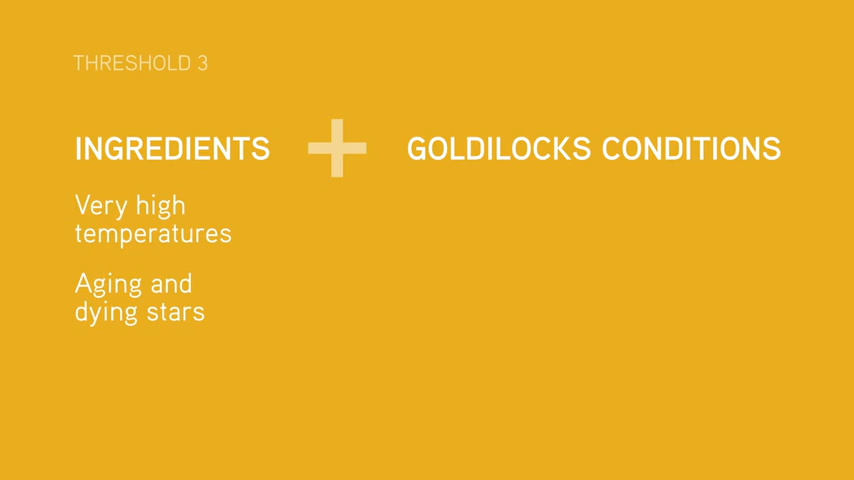 THRESHOLD 3
INGREDIENTS + GOLDILOCKS CONDITIONS
Very high
temperatures
Aging and
dying stars